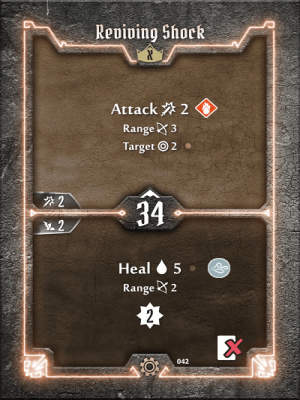 Reviving Shock
X
Attack 2
Range 3
Target 2
2
34
2
Heal 5
Range 2
2
042